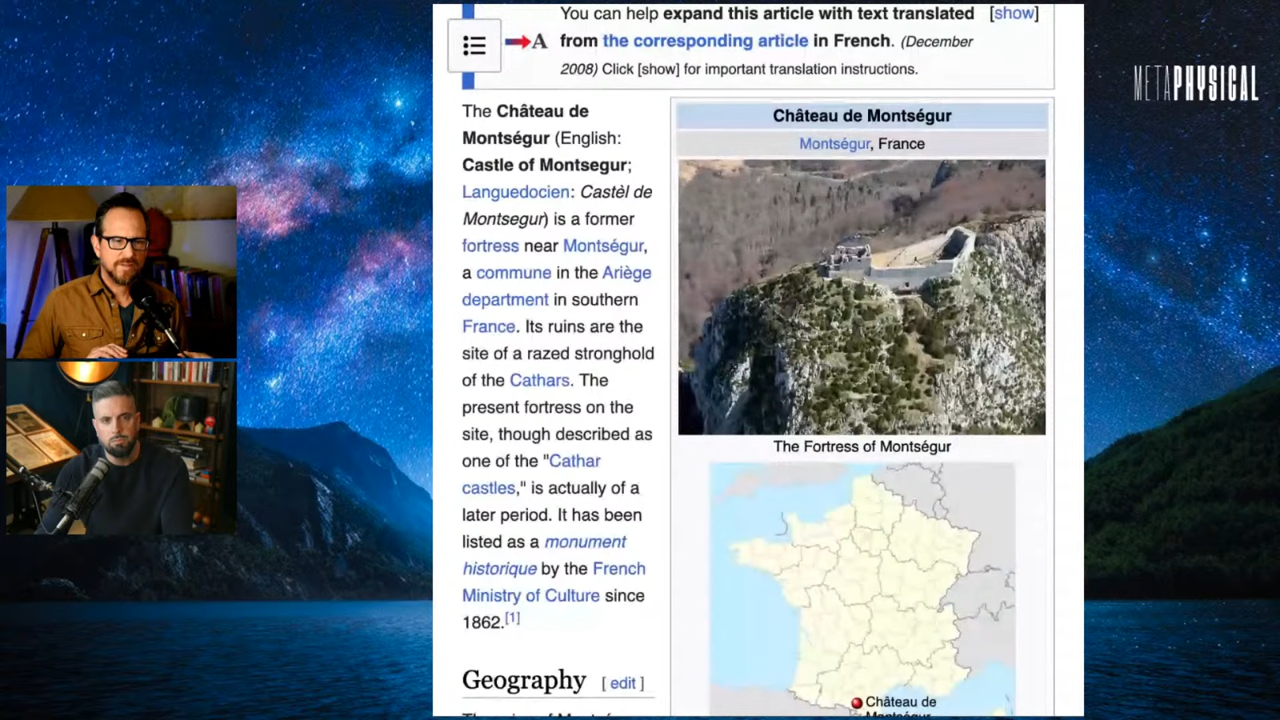 You can help expand this article with text translated [show]
A from the corresponding article in French. (December
2008) Click [show] for important translation instructions.
METAPHYSICAL
The Château de
Montségur (English:
Castle of Montsegur;
Languedocien: Castèl de
Montsegur) is a former
fortress near Montségur,
a commune in the Ariège
department in southern
France. Its ruins are the
site of a razed stronghold
of the Cathars. The
present fortress on the
site, though described as
one of the "Cathar
castles," is actually of a
later period. It has been
listed as a monument
historique by the French
Ministry of Culture since
1862.[1]
Geography [ edit ]
Château de Montségur
Montségur, France
The Fortress of Montségur
Château de
Montségur